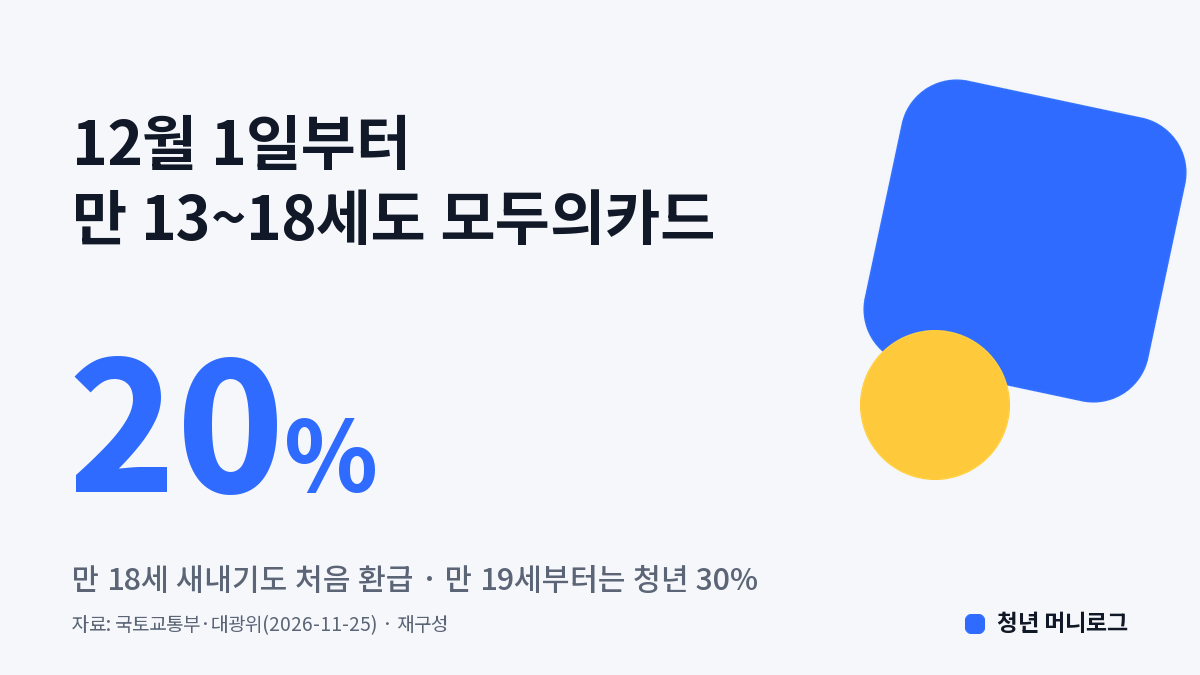 12월 1일부터
만 13~18세도 모두의카드
20%
만 18세 새내기도 처음 환급 · 만 19세부터는 청년 30%
자료: 국토교통부·대광위(2026-11-25) · 재구성
청년 머니로그